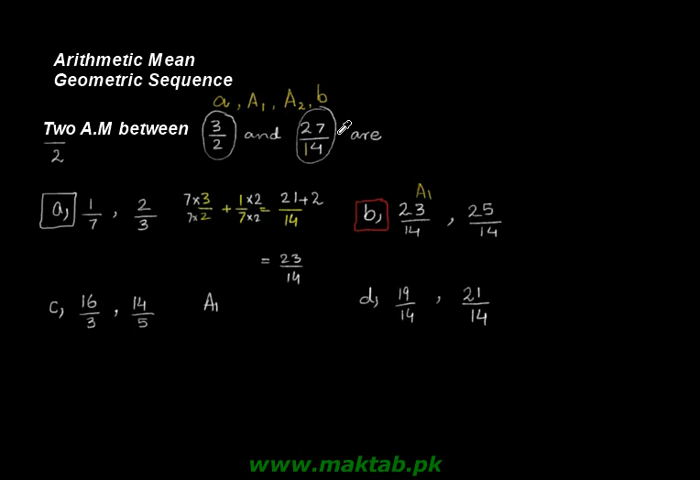 Arithmetic Mean
Geometric Sequence
a, A₁, A₂, b
Two A.M between 3/2 and 27/14 are
2
a, 1/7 , 2/3
7×3/7×2 + 1×2/7×2 = 21+2/14
= 23/14
A₁
b, 23/14 , 25/14
c, 16/3 , 14/5
A₁
d, 19/14 , 21/14
www.maktab.pk